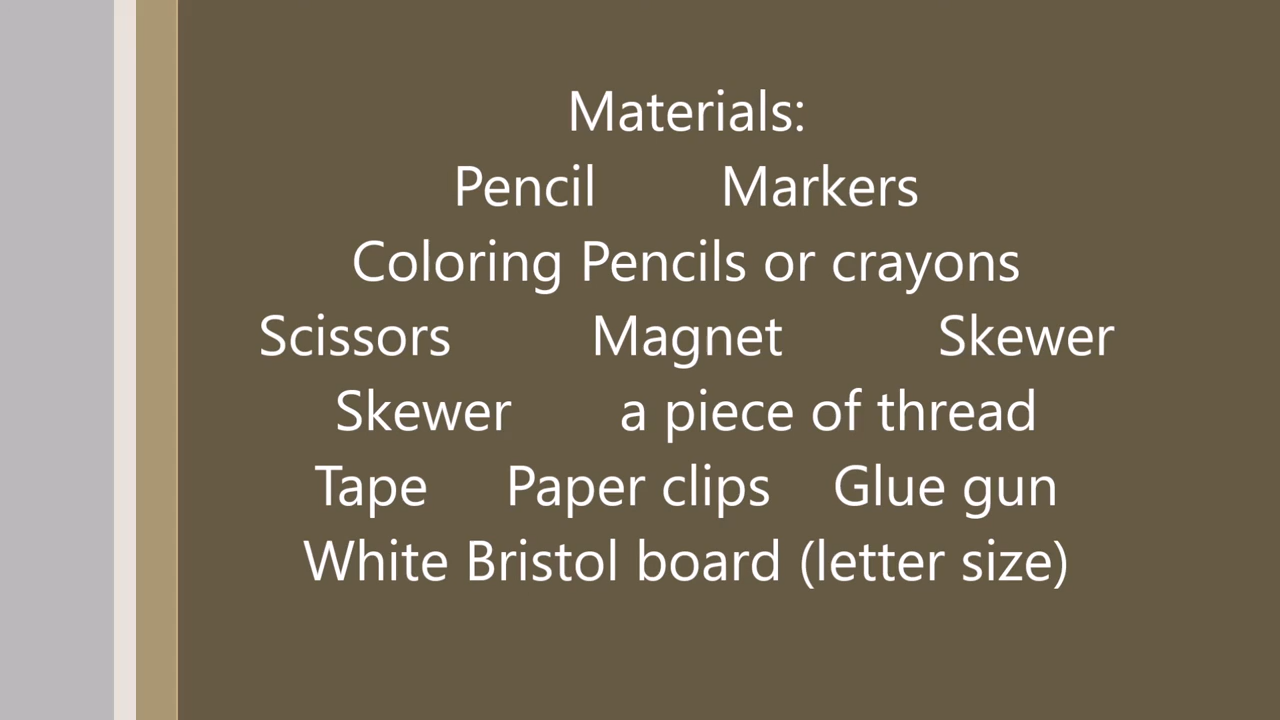 Materials:
Pencil Markers
Coloring Pencils or crayons
Scissors Magnet Skewer
Skewer a piece of thread
Tape Paper clips Glue gun
White Bristol board (letter size)